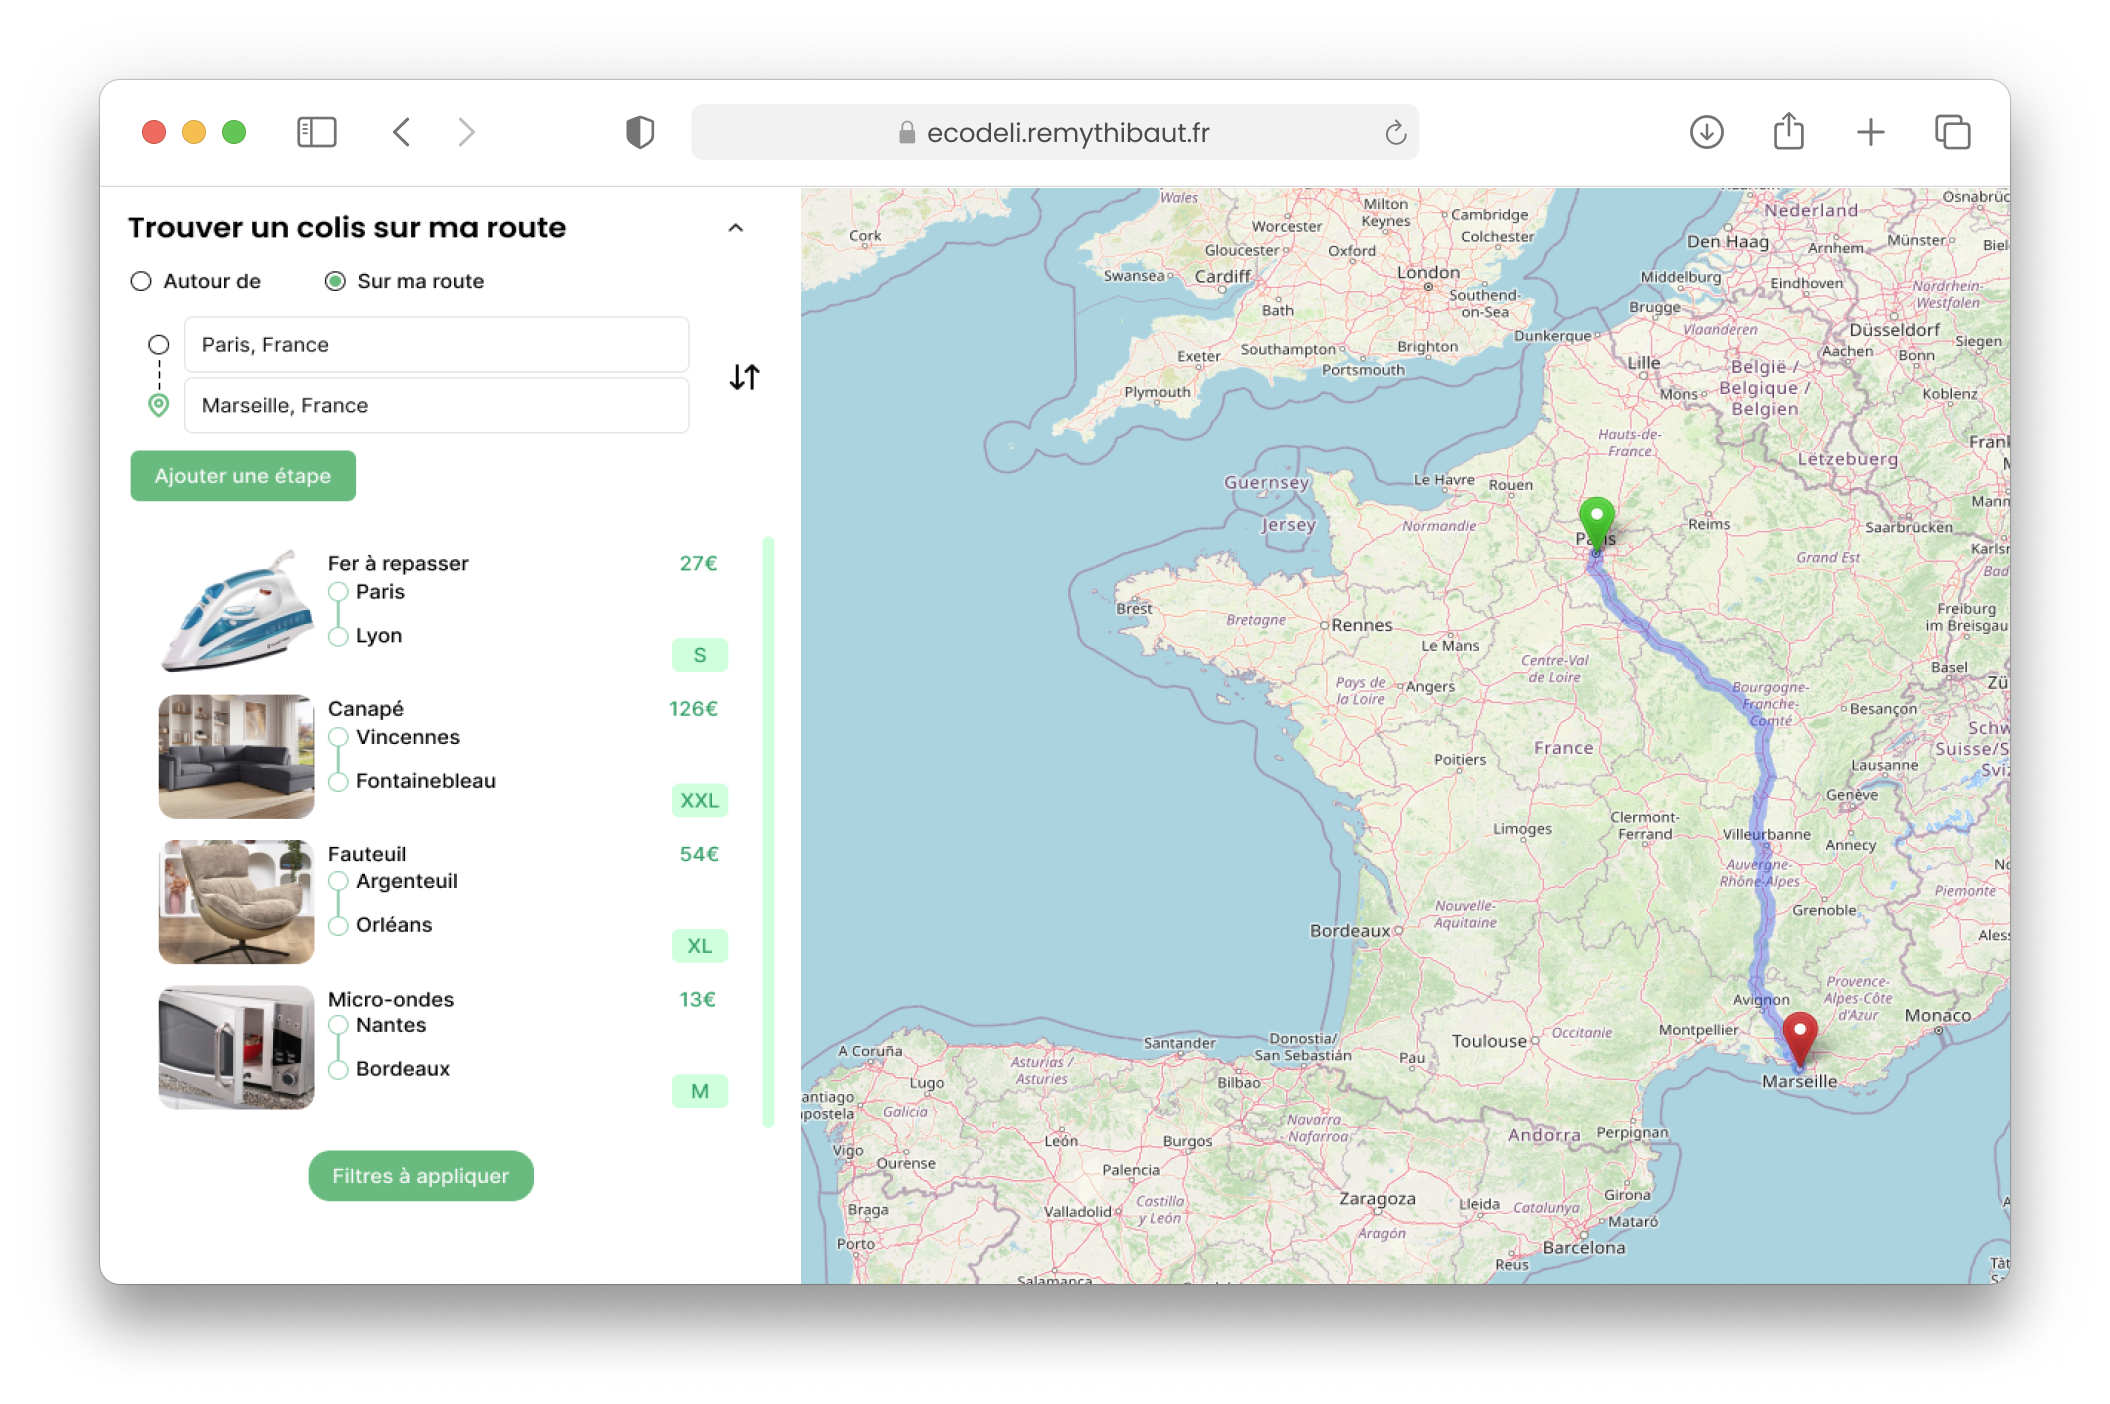 ecodeli.remythibaut.fr
Trouver un colis sur ma route
Autour de
Sur ma route
Paris, France
Marseille, France
Ajouter une étape
Fer à repasser
27€
Paris
Lyon
S
Canapé
126€
Vincennes
Fontainebleau
XXL
Fauteuil
54€
Argenteuil
Orléans
XL
Micro-ondes
13€
Nantes
Bordeaux
M
Filtres à appliquer
Wales
Milton
Keynes
Cambridge
Nederland
Osnabrüc
Cork
Worcester
Colchester
Den Haag
Arnhem
Münster
Biel
Gloucester
Oxford
Swansea
Cardiff
London
Middelburg
Eindhoven
Nordrhein-
Westfalen
Southend-
on-Sea
Bath
Brugge
Vlaanderen
Düsseldorf
Dunkerque
Siegen
Exeter
Southampton
Brighton
Aachen
Bonn
Portsmouth
Lille
België /
Belgique /
Belgien
Plymouth
Mons
Koblenz
Hauts-de-
France
Frank
Lëtzebuerg
Guernsey
Le Havre
Rouen
Mann
Jersey
Normandie
Reims
Saarbrücken
Paris
Karlsr
Grand Est
Bad
Brest
Bretagne
Rennes
Freiburg
im Breisgau
Le Mans
Centre-Val
de Loire
Basel
Pays de
la Loire
Angers
Bourgogne-
Franche-
Comté
Zü
Besançon
Schw
France
Suisse/S
Poitiers
Lausanne
Sviz
Genève
Limoges
Clermont-
Ferrand
Villeurbanne
Annecy
Auvergne-
Rhône-Alpes
No
Piemonte
Nouvelle-
Aquitaine
Grenoble
Bordeaux
Ales
Provence-
Alpes-Côte
d'Azur
Avignon
Monaco
Donostia/
San Sebastián
Toulouse
Occitanie
Montpellier
Santander
A Coruña
Pau
Asturias /
Asturies
Lugo
Bilbao
Marseille
antiago
postela
Galicia
Navarra
- Nafarroa
León
Burgos
Andorra
Perpignan
Vigo
Ourense
Palencia
Castilla
y León
Zaragoza
Lleida
Catalunya
Girona
Braga
Valladolid
Mataró
Aragón
Porto
Barcelona
Reus
Tàt
Salamanca